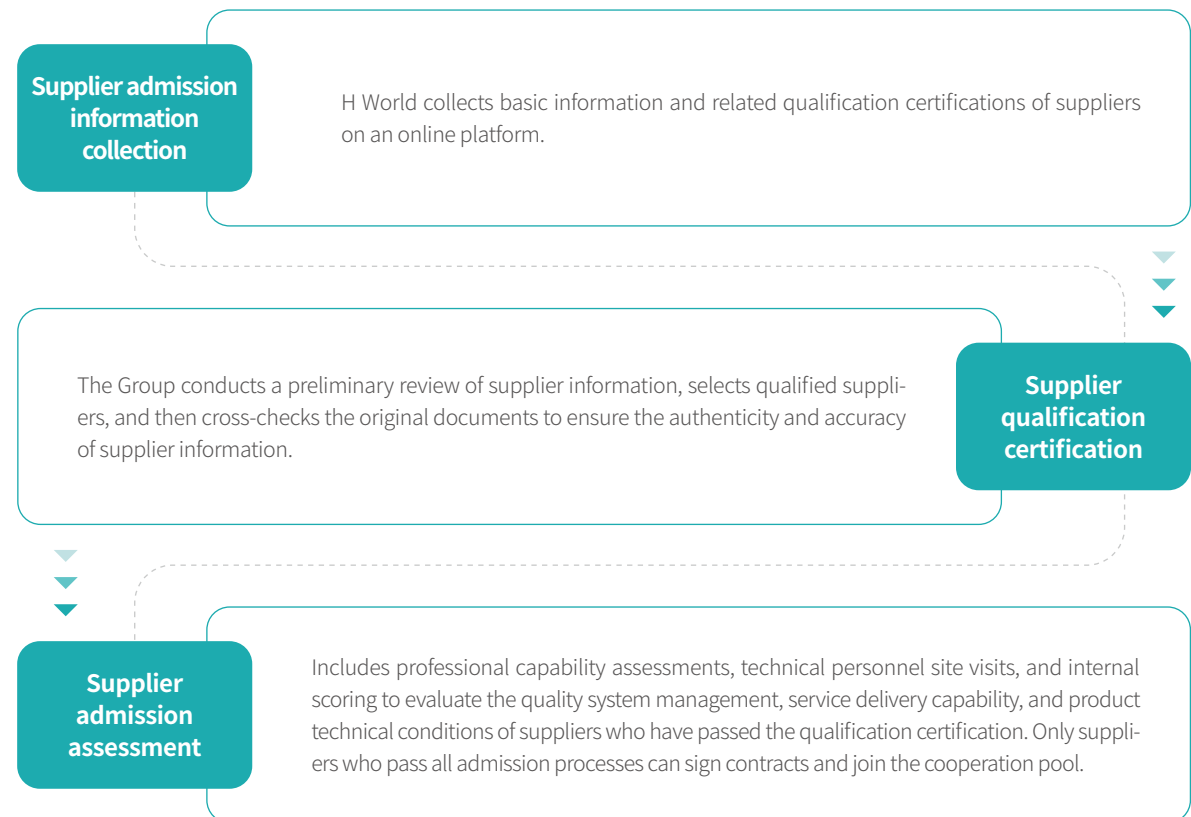 Supplier admission
information
collection
H World collects basic information and related qualification certifications of suppliers
on an online platform.
The Group conducts a preliminary review of supplier information, selects qualified suppli-
ers, and then cross-checks the original documents to ensure the authenticity and accuracy
of supplier information.
Supplier
qualification
certification
Supplier
admission
assessment
Includes professional capability assessments, technical personnel site visits, and internal
scoring to evaluate the quality system management, service delivery capability, and product
technical conditions of suppliers who have passed the qualification certification. Only suppli-
ers who pass all admission processes can sign contracts and join the cooperation pool.